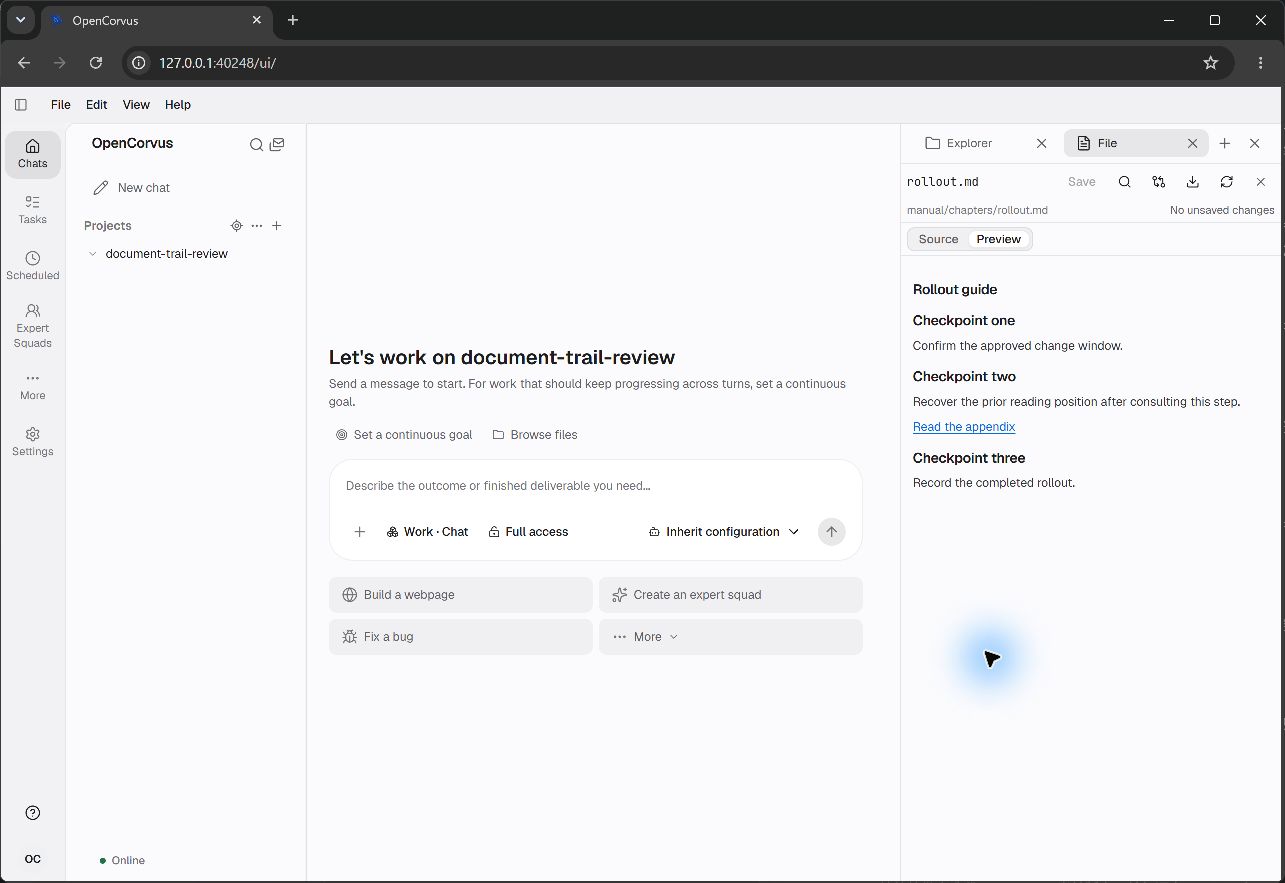 OpenCorvus
127.0.0.1:40248/ui/
File Edit View Help
Chats
Tasks
Scheduled
Expert
Squads
More
Settings
OC
OpenCorvus
New chat
Projects
document-trail-review
Online
Let's work on document-trail-review
Send a message to start. For work that should keep progressing across turns, set a continuous
goal.
Set a continuous goal Browse files
Describe the outcome or finished deliverable you need...
Work · Chat Full access Inherit configuration
Build a webpage Create an expert squad
Fix a bug More
Explorer File
rollout.md Save
manual/chapters/rollout.md No unsaved changes
Source Preview
Rollout guide
Checkpoint one
Confirm the approved change window.
Checkpoint two
Recover the prior reading position after consulting this step.
Read the appendix
Checkpoint three
Record the completed rollout.